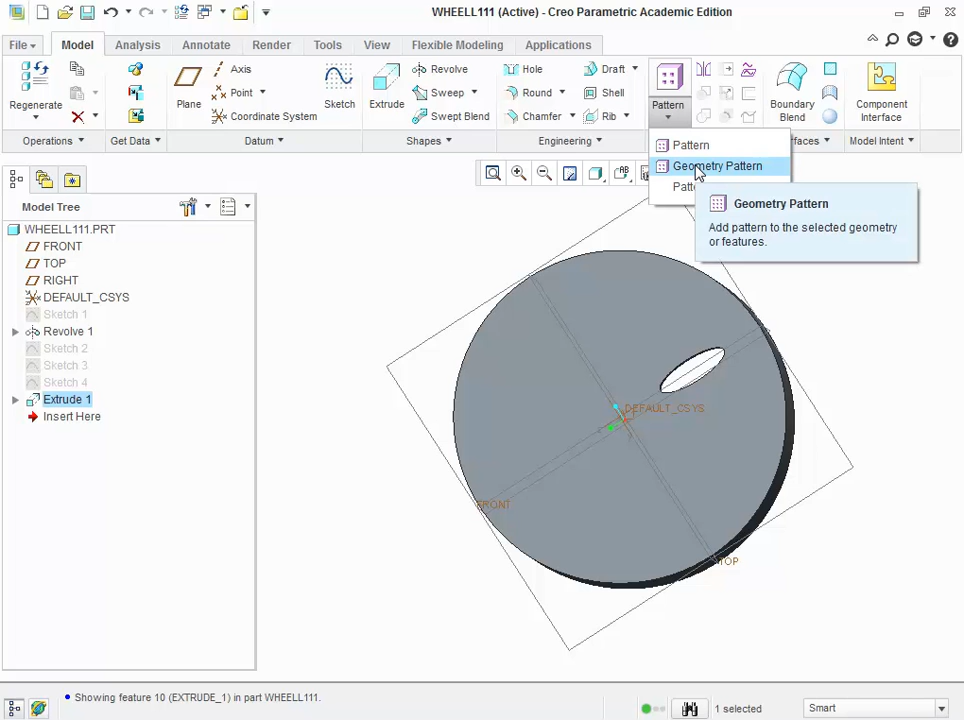 WHEELL111 (Active) - Creo Parametric Academic Edition
File Model Analysis Annotate Render Tools View Flexible Modeling Applications
Regenerate
Plane
Axis
Point
Coordinate System
Sketch
Extrude
Revolve
Sweep
Swept Blend
Hole
Round
Chamfer
Draft
Shell
Rib
Pattern
Boundary Blend
Component Interface
Operations Get Data Datum Shapes Engineering Model Intent
Pattern
Geometry Pattern
Geometry Pattern
Add pattern to the selected geometry
or features.
Model Tree
WHEELL111.PRT
FRONT
TOP
RIGHT
DEFAULT_CSYS
Sketch 1
Revolve 1
Sketch 2
Sketch 3
Sketch 4
Extrude 1
Insert Here
DEFAULT_CSYS
FRONT
TOP
Showing feature 10 (EXTRUDE_1) in part WHEELL111.
1 selected
Smart